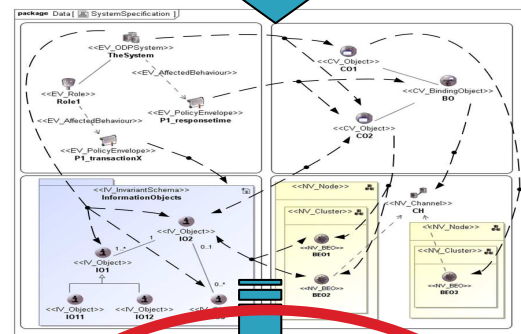 package Data [ SystemSpecification ]
<<EV_ODPSystem>>
TheSystem
<<EV_AffectedBehaviour>>
<<EV_Role>>
Role1
<<EV_PolicyEnvelope>>
P1_responsetime
<<EV_AffectedBehaviour>>
<<EV_PolicyEnvelope>>
P1_transactionX
<<CV_Object>>
CO1
<<CV_BindingObject>>
BO
<<CV_Object>>
CO2
<<IV_InvariantSchema>>
InformationObjects
<<IV_Object>>
IO2
1
0..1
1..*
<<IV_Object>>
IO1
0..*
<<IV_Object>>
IO11
<<IV_Object>>
IO12
<<NV_Node>>
<<NV_Cluster>>
<<NV_BEO>>
BEO1
<<NV_BEO>>
BEO2
<<NV_Channel>>
CH
<<NV_Node>>
<<NV_Cluster>>
<<NV_BEO>>
BEO3